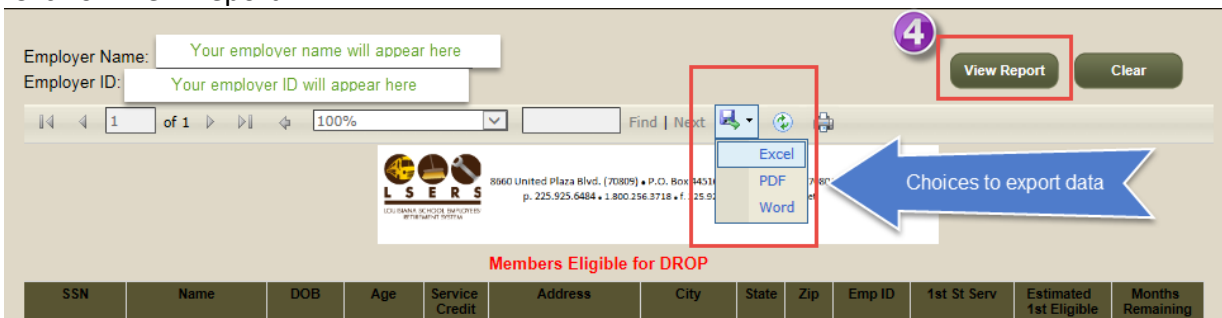 4
Employer Name: Your employer name will appear here
View Report Clear
Employer ID: Your employer ID will appear here
1 of 1 100% Find | Next
Excel
PDF
Word
Choices to export data
L S E R S
LOUISIANA SCHOOL EMPLOYEES'
RETIREMENT SYSTEM
8660 United Plaza Blvd. (70809) • P.O. Box 4451
p. 225.925.6484 • 1.800.256.3718 • f.
Members Eligible for DROP
SSN Name DOB Age Service Credit Address City State Zip Emp ID 1st St Serv Estimated 1st Eligible Months Remaining